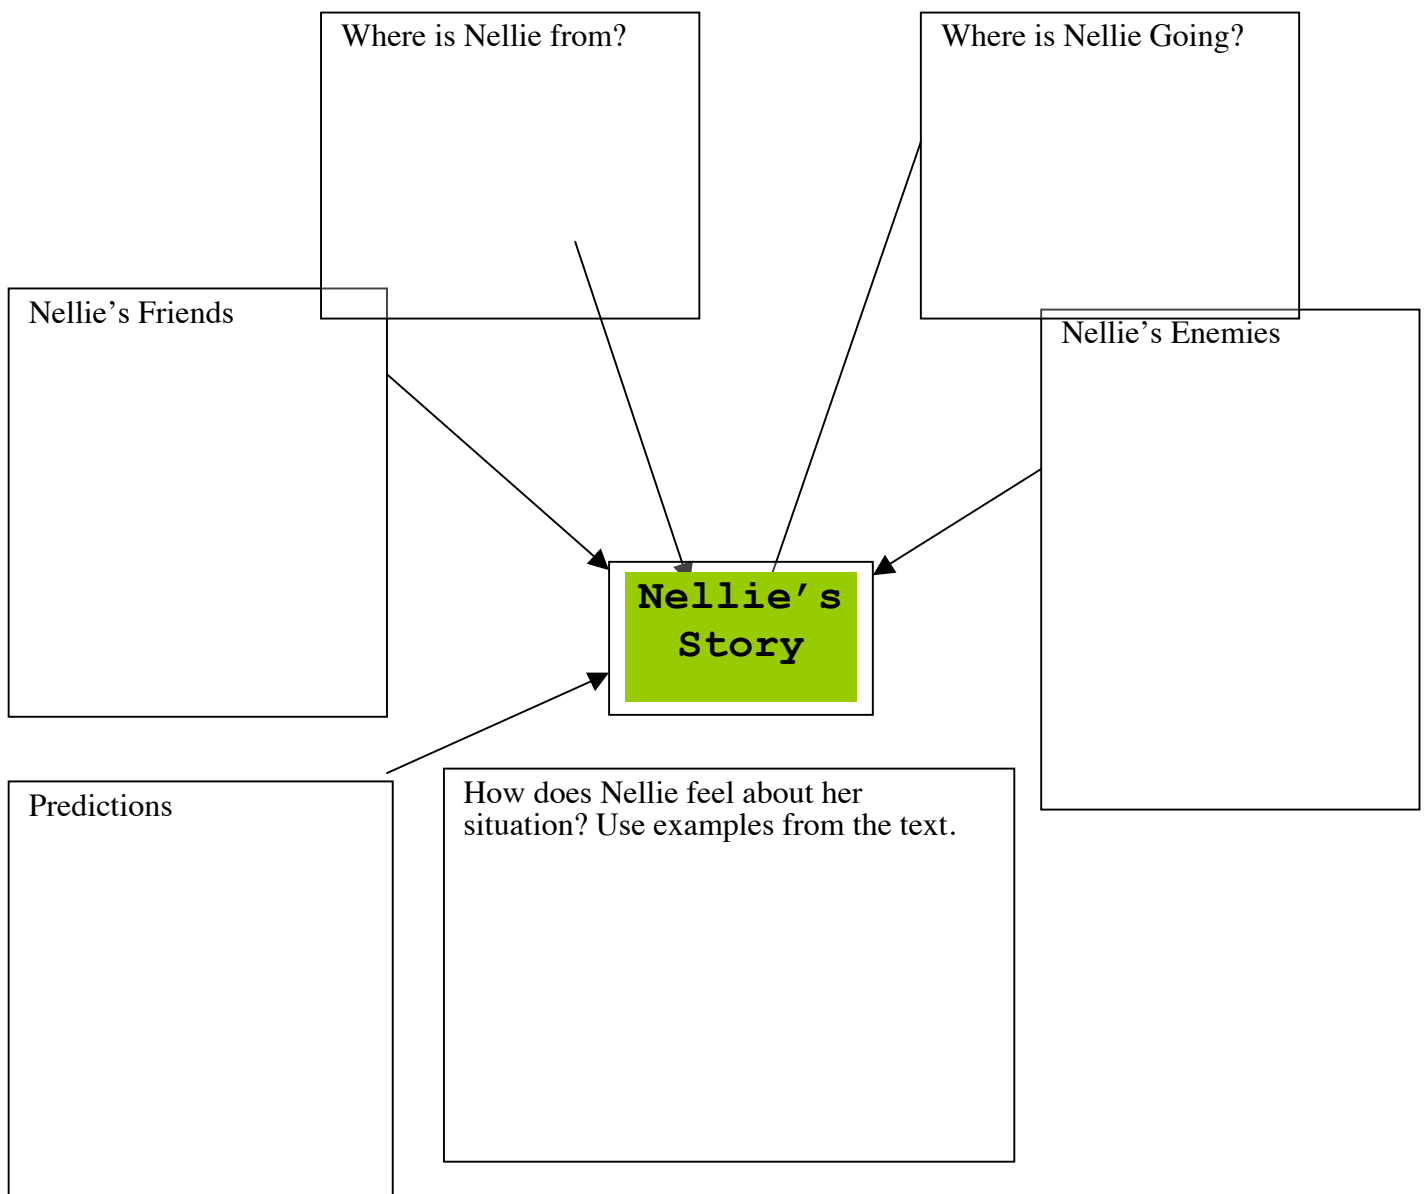 Where is Nellie from?
Where is Nellie Going?
Nellie’s Friends
Nellie’s Enemies
Nellie’s
Story
Predictions
How does Nellie feel about her
situation? Use examples from the text.